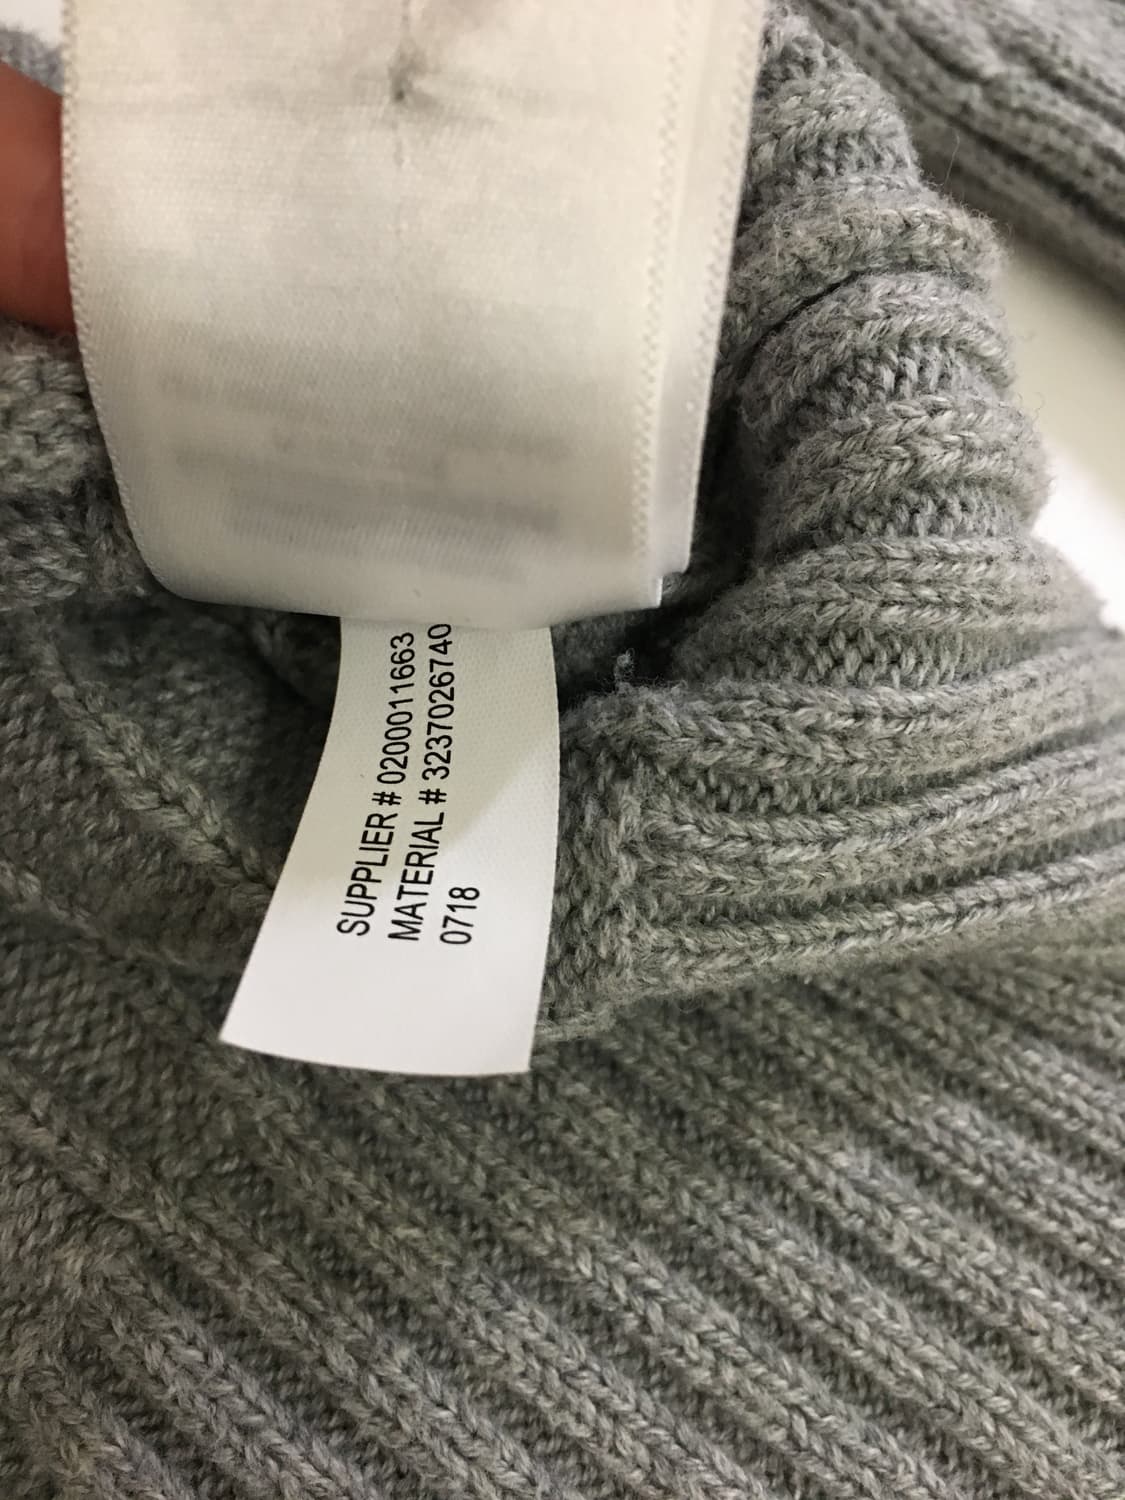 SUPPLIER # 0200011663
MATERIAL # 3237026740
0718